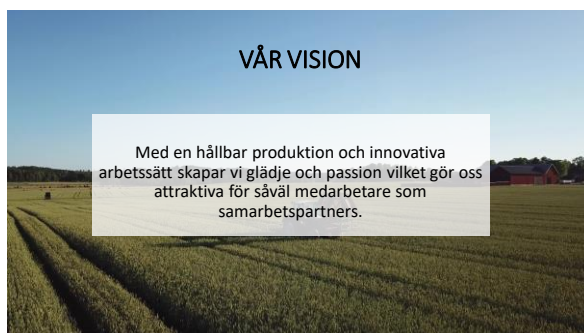 VÅR VISION
Med en hållbar produktion och innovativa
arbetssätt skapar vi glädje och passion vilket gör oss
attraktiva för såväl medarbetare som
samarbetspartners.